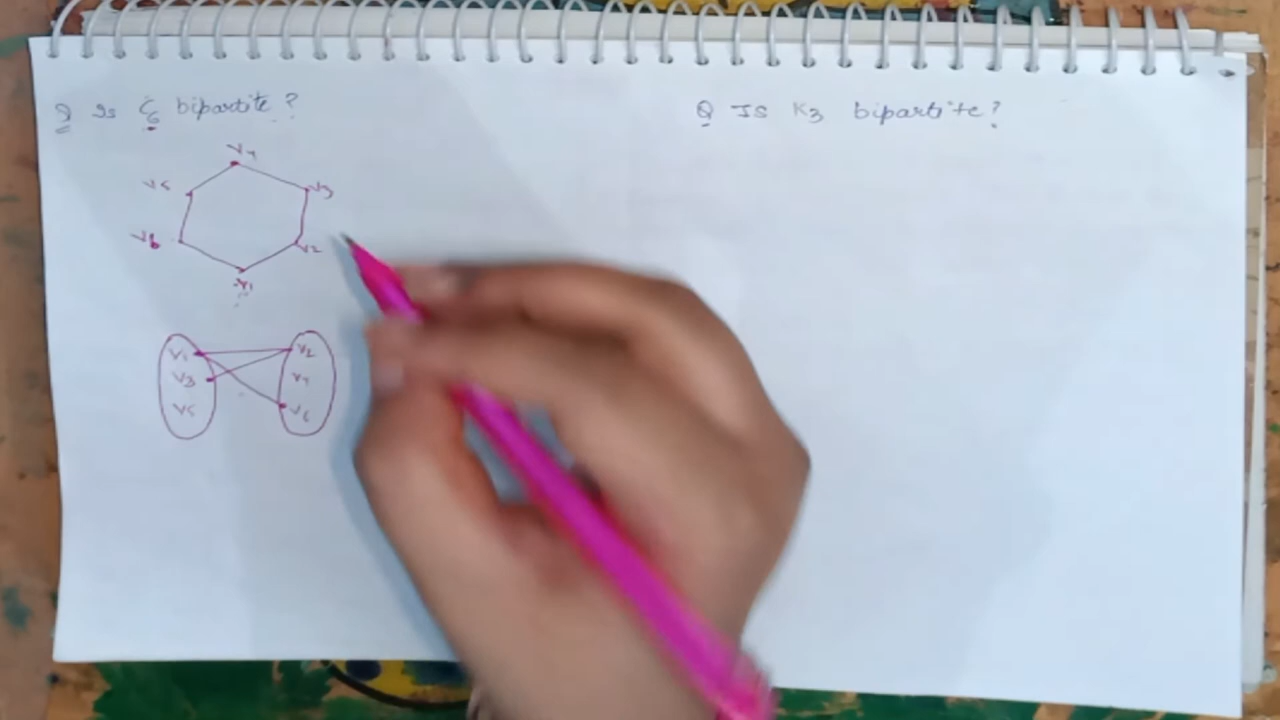 Q Is C6 bipartite ?
V4
V5 V3
V6 V2
V1
V1 V2
V3 V4
V5 V6
Q IS K3 bipartite?